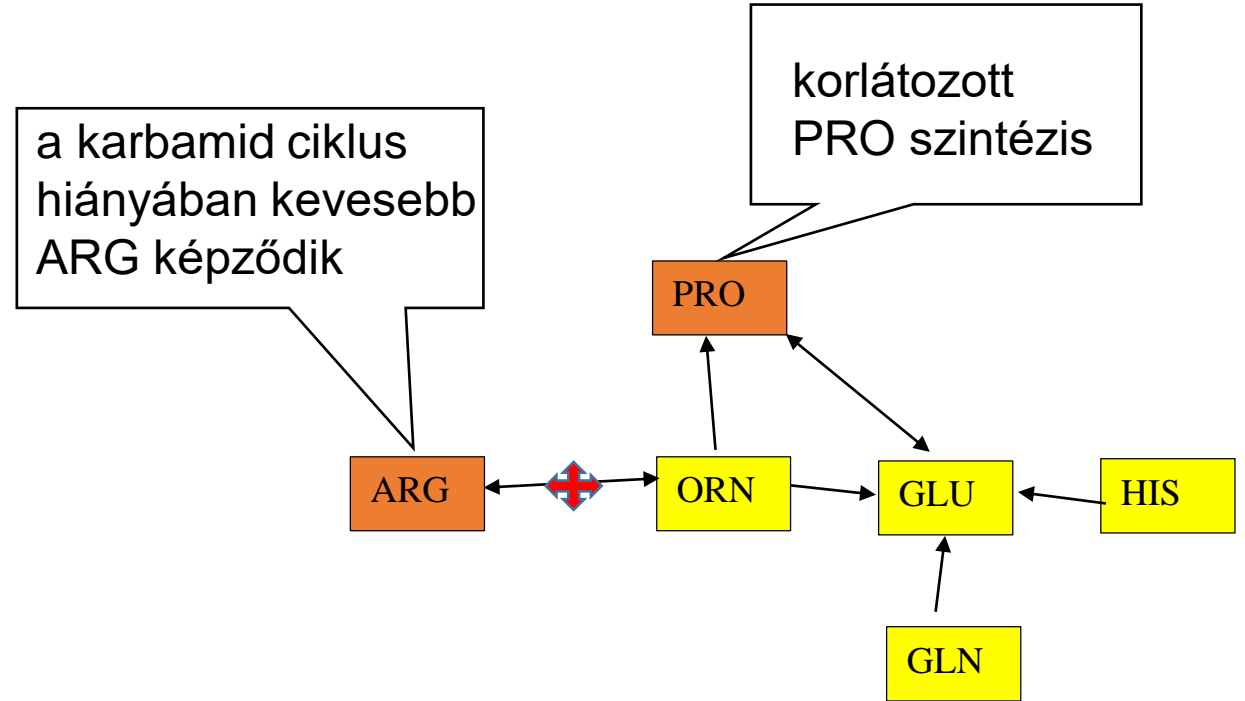 korlátozott
PRO szintézis
a karbamid ciklus
hiányában kevesebb
ARG képződik
PRO
ARG
ORN
GLU
HIS
GLN